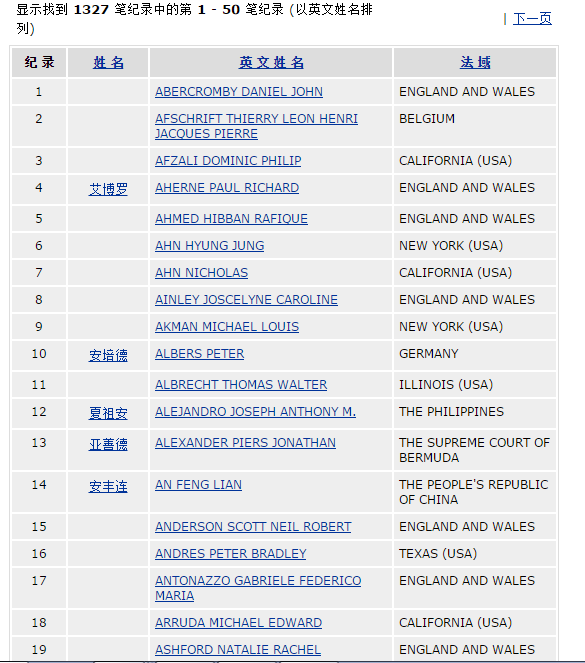 显示找到 1327 笔纪录中的第 1 - 50 笔纪录 (以英文姓名排
列)
| 下一页
纪 录 姓 名 英 文 姓 名 法 域
1 ABERCROMBY DANIEL JOHN ENGLAND AND WALES
2 AFSCHRIFT THIERRY LEON HENRI BELGIUM
JACQUES PIERRE
3 AFZALI DOMINIC PHILIP CALIFORNIA (USA)
4 艾博罗 AHERNE PAUL RICHARD ENGLAND AND WALES
5 AHMED HIBBAN RAFIQUE ENGLAND AND WALES
6 AHN HYUNG JUNG NEW YORK (USA)
7 AHN NICHOLAS CALIFORNIA (USA)
8 AINLEY JOSCELYNE CAROLINE ENGLAND AND WALES
9 AKMAN MICHAEL LOUIS NEW YORK (USA)
10 安培德 ALBERS PETER GERMANY
11 ALBRECHT THOMAS WALTER ILLINOIS (USA)
12 夏祖安 ALEJANDRO JOSEPH ANTHONY M. THE PHILIPPINES
13 亚善德 ALEXANDER PIERS JONATHAN THE SUPREME COURT OF
BERMUDA
14 安丰连 AN FENG LIAN THE PEOPLE'S REPUBLIC
OF CHINA
15 ANDERSON SCOTT NEIL ROBERT ENGLAND AND WALES
16 ANDRES PETER BRADLEY TEXAS (USA)
17 ANTONAZZO GABRIELE FEDERICO ENGLAND AND WALES
MARIA
18 ARRUDA MICHAEL EDWARD CALIFORNIA (USA)
19 ASHFORD NATALIE RACHEL ENGLAND AND WALES